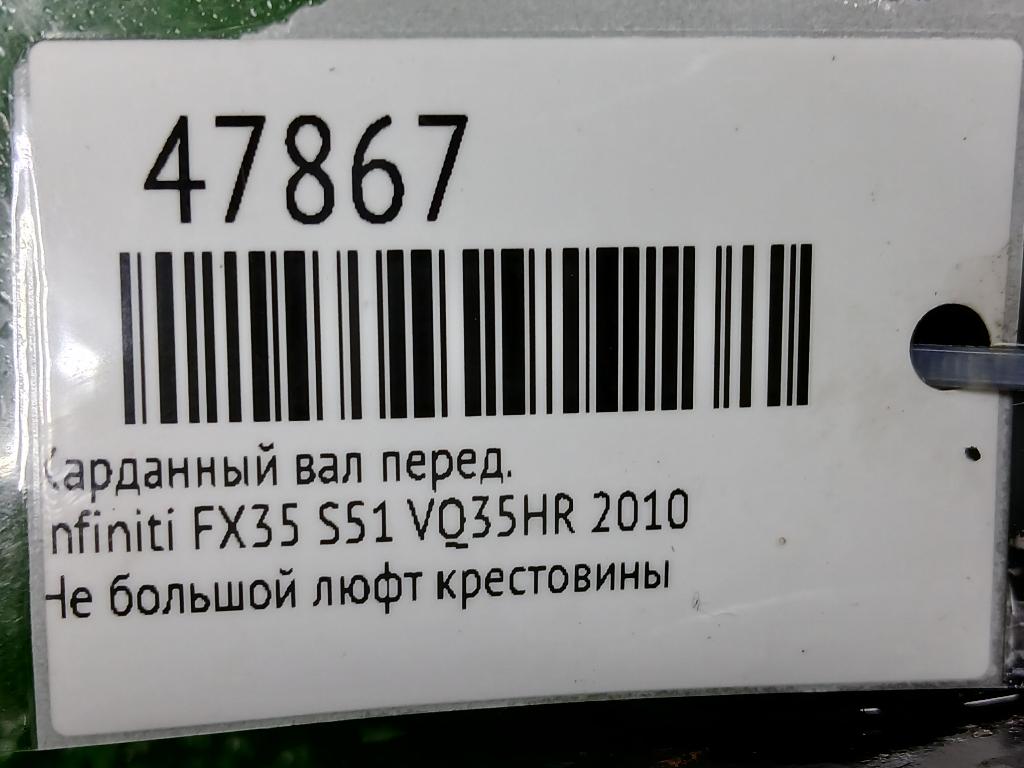 47867
Карданный вал перед.
Infiniti FX35 S51 VQ35HR 2010
Не большой люфт крестовины